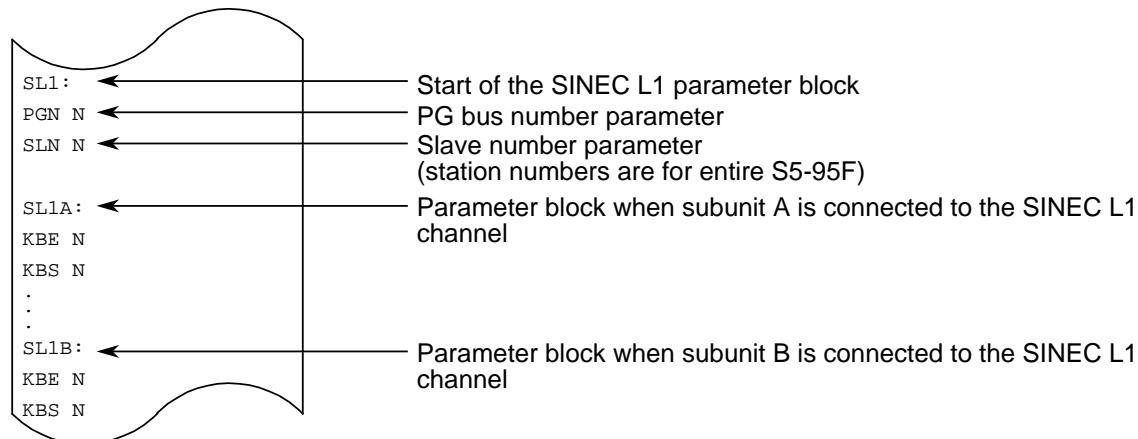 SL1:
Start of the SINEC L1 parameter block
PGN N
PG bus number parameter
SLN N
Slave number parameter
(station numbers are for entire S5-95F)
SL1A:
Parameter block when subunit A is connected to the SINEC L1
channel
KBE N
KBS N
.
.
.
SL1B:
Parameter block when subunit B is connected to the SINEC L1
channel
KBE N
KBS N